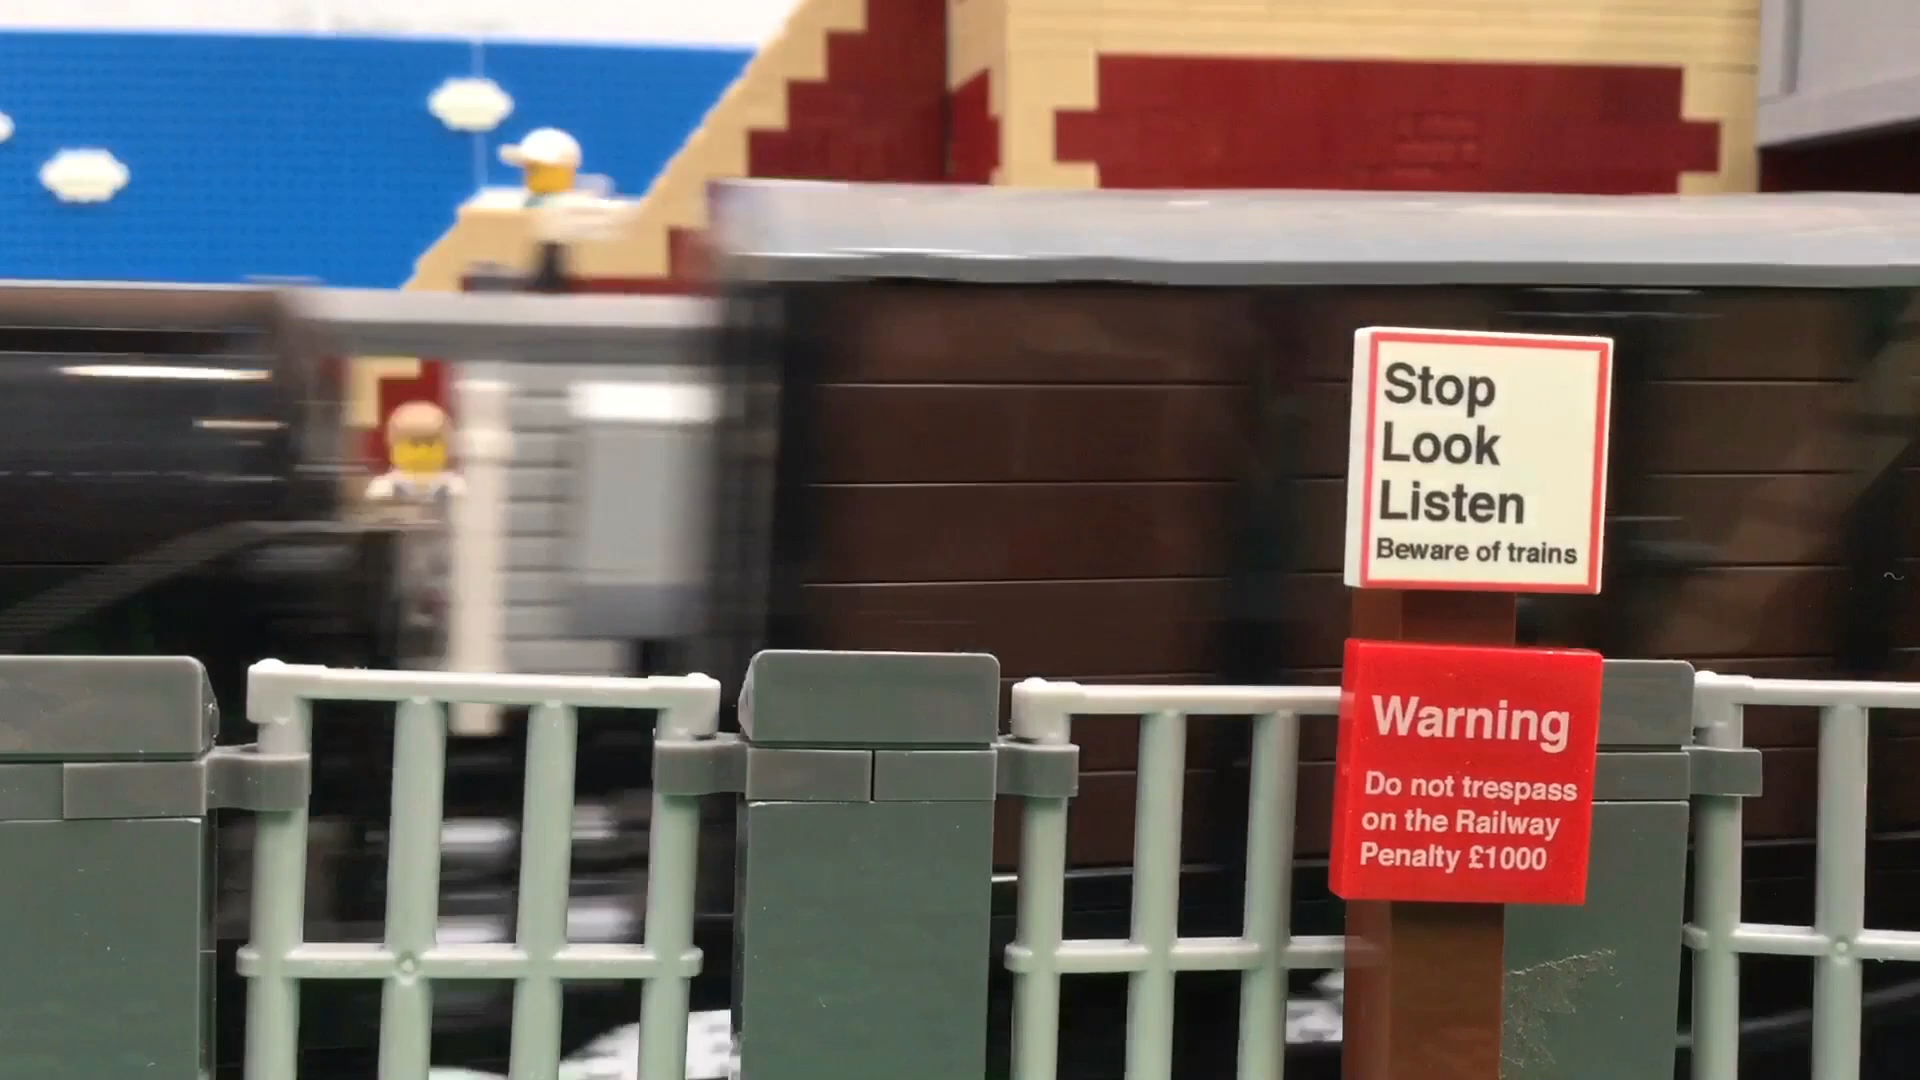 Stop
Look
Listen
Beware of trains
Warning
Do not trespass
on the Railway
Penalty £1000